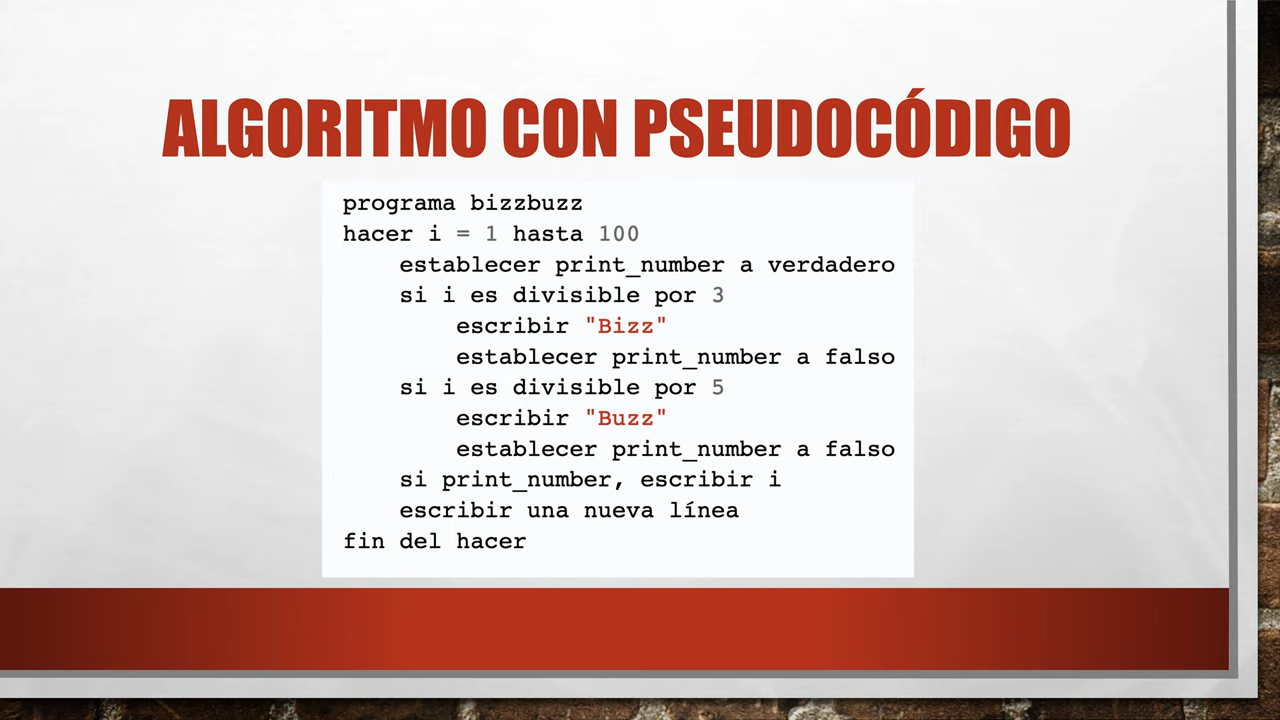 ALGORITMO CON PSEUDOCÓDIGO
programa bizzbuzz
hacer i = 1 hasta 100
    establecer print_number a verdadero
    si i es divisible por 3
        escribir "Bizz"
        establecer print_number a falso
    si i es divisible por 5
        escribir "Buzz"
        establecer print_number a falso
    si print_number, escribir i
    escribir una nueva línea
fin del hacer